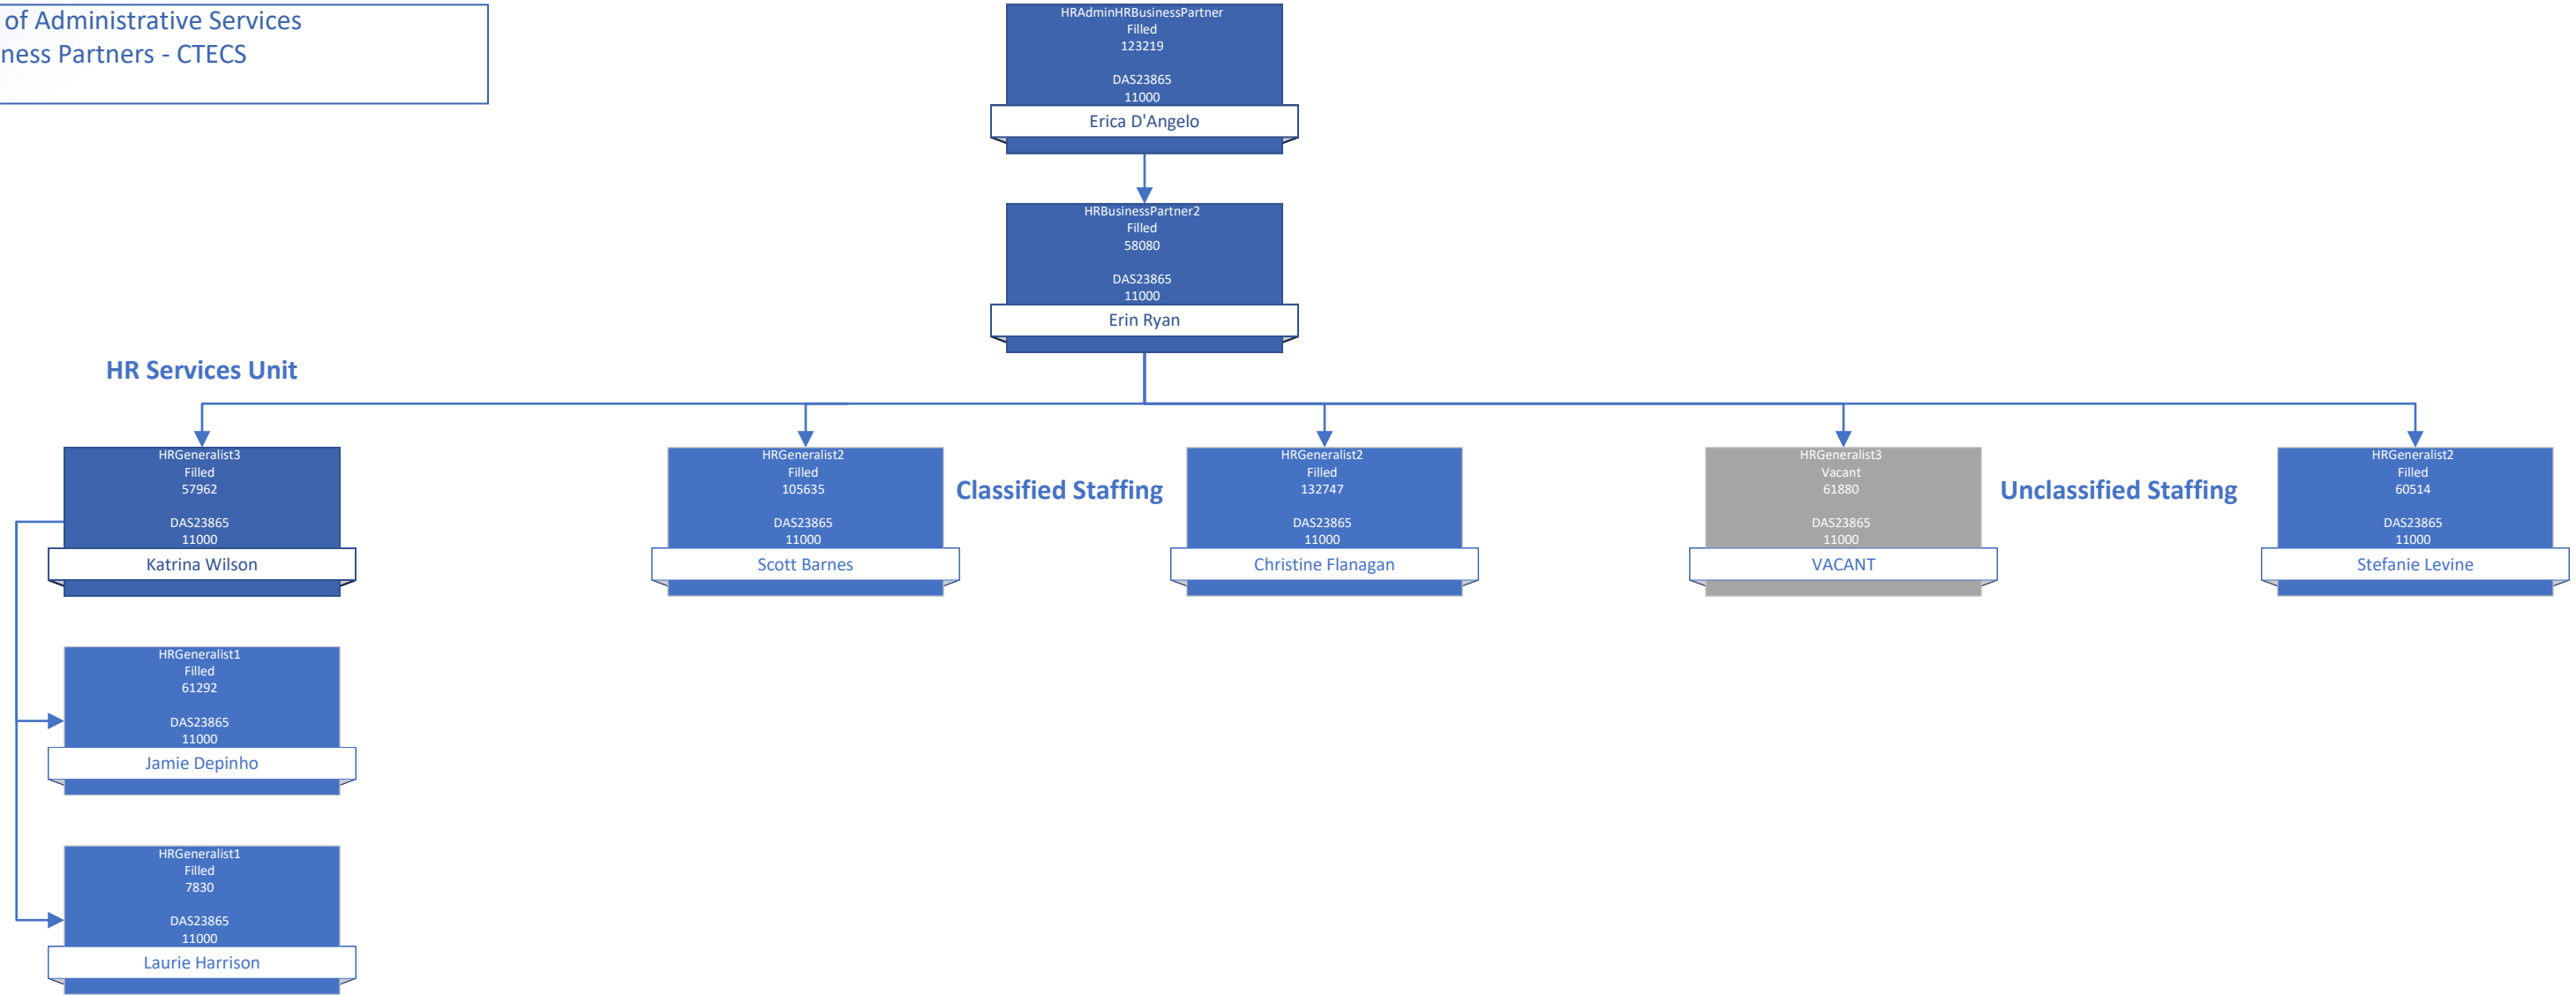 of Administrative Services
ness Partners - CTECS
HRAdminHRBusinessPartner
Filled
123219
DAS23865
11000
Erica D'Angelo
HRBusinessPartner2
Filled
58080
DAS23865
11000
Erin Ryan
HR Services Unit
HRGeneralist3
Filled
57962
DAS23865
11000
Katrina Wilson
HRGeneralist2
Filled
105635
DAS23865
11000
Scott Barnes
Classified Staffing
HRGeneralist2
Filled
132747
DAS23865
11000
Christine Flanagan
HRGeneralist3
Vacant
61880
DAS23865
11000
VACANT
Unclassified Staffing
HRGeneralist2
Filled
60514
DAS23865
11000
Stefanie Levine
HRGeneralist1
Filled
61292
DAS23865
11000
Jamie Depinho
HRGeneralist1
Filled
7830
DAS23865
11000
Laurie Harrison